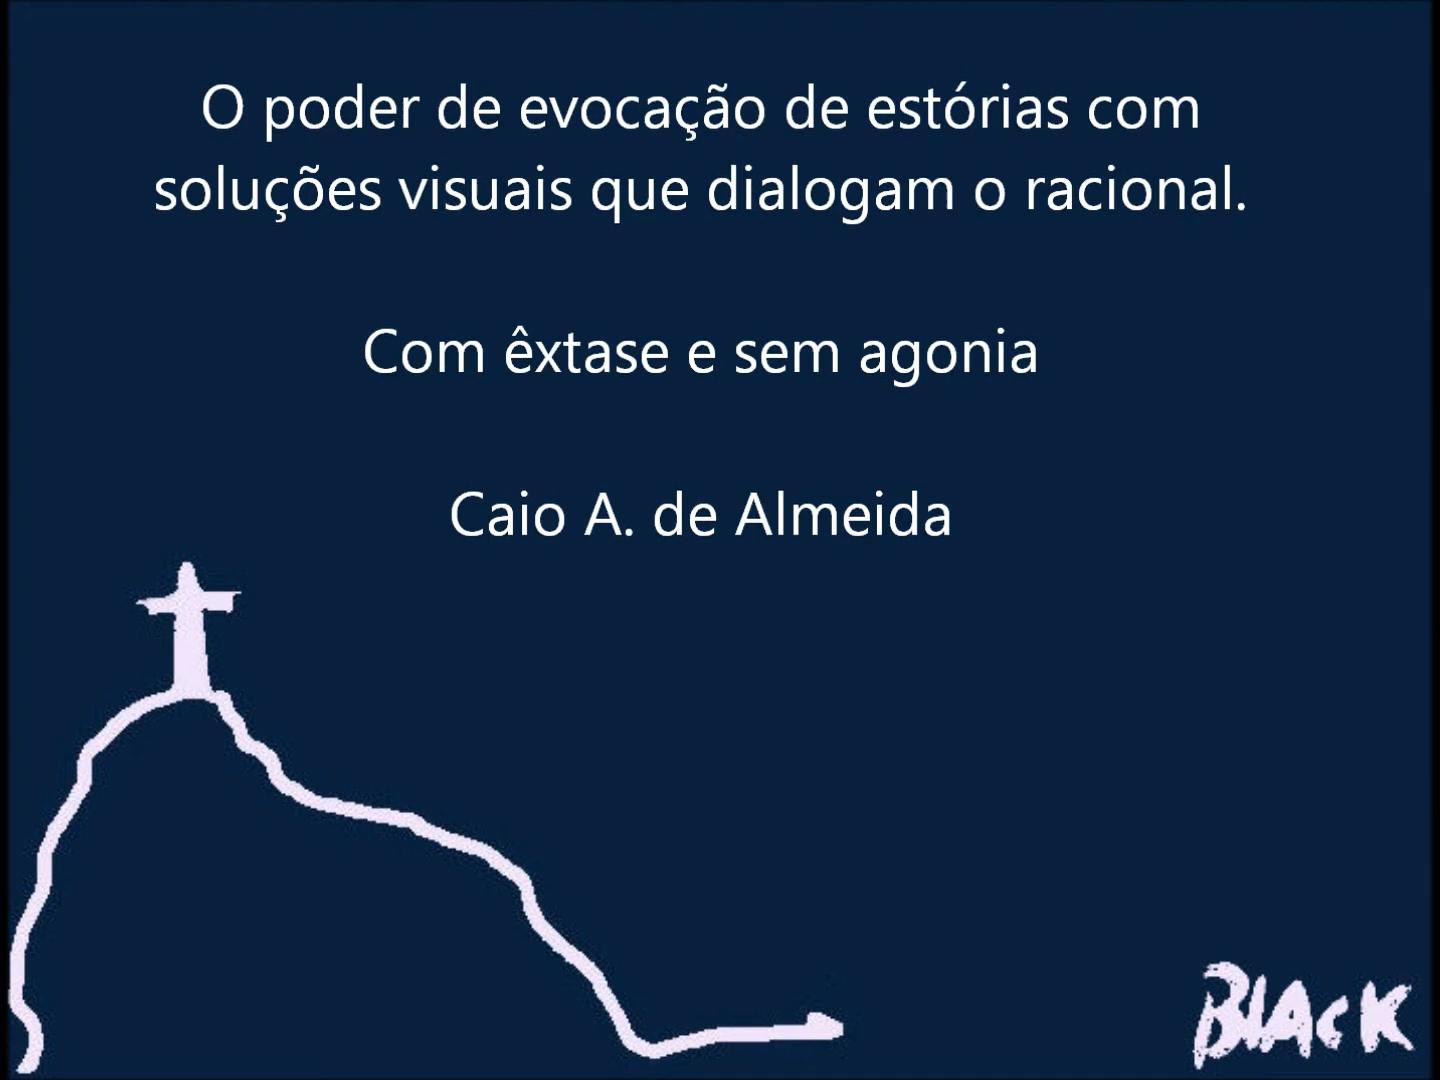 O poder de evocação de estórias com
soluções visuais que dialogam o racional.
Com êxtase e sem agonia
Caio A. de Almeida
BlAcK